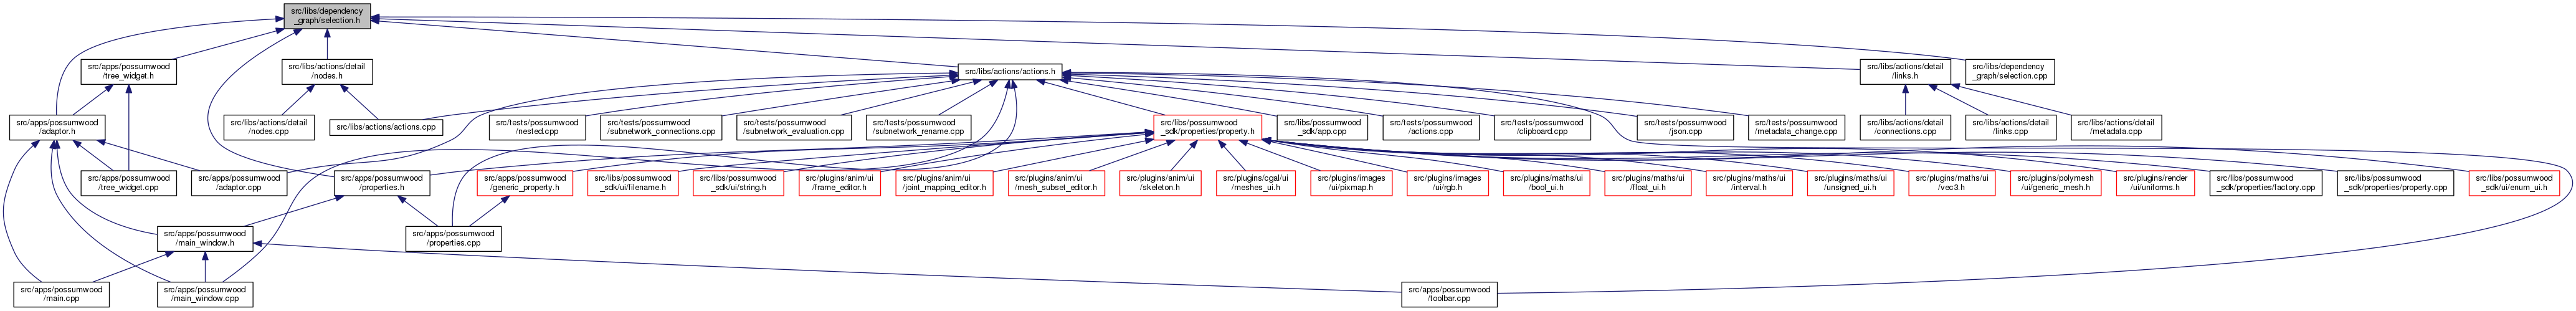 src/libs/dependency
_graph/selection.h
src/apps/possumwood
/tree_widget.h
src/libs/actions/detail
/nodes.h
src/libs/actions/actions.h
src/libs/actions/detail
/links.h
src/libs/dependency
_graph/selection.cpp
src/apps/possumwood
/adaptor.h
src/libs/actions/detail
/nodes.cpp
src/libs/actions/actions.cpp
src/tests/possumwood
/nested.cpp
src/tests/possumwood
/subnetwork_connections.cpp
src/tests/possumwood
/subnetwork_evaluation.cpp
src/tests/possumwood
/subnetwork_rename.cpp
src/libs/possumwood
_sdk/properties/property.h
src/libs/possumwood
_sdk/app.cpp
src/tests/possumwood
/actions.cpp
src/tests/possumwood
/clipboard.cpp
src/tests/possumwood
/json.cpp
src/tests/possumwood
/metadata_change.cpp
src/libs/actions/detail
/connections.cpp
src/libs/actions/detail
/links.cpp
src/libs/actions/detail
/metadata.cpp
src/apps/possumwood
/tree_widget.cpp
src/apps/possumwood
/adaptor.cpp
src/apps/possumwood
/properties.h
src/apps/possumwood
/generic_property.h
src/libs/possumwood
_sdk/ui/filename.h
src/libs/possumwood
_sdk/ui/string.h
src/plugins/anim/ui
/frame_editor.h
src/plugins/anim/ui
/joint_mapping_editor.h
src/plugins/anim/ui
/mesh_subset_editor.h
src/plugins/anim/ui
/skeleton.h
src/plugins/cgal/ui
/meshes_ui.h
src/plugins/images
/ui/pixmap.h
src/plugins/images
/ui/rgb.h
src/plugins/maths/ui
/bool_ui.h
src/plugins/maths/ui
/float_ui.h
src/plugins/maths/ui
/interval.h
src/plugins/maths/ui
/unsigned_ui.h
src/plugins/maths/ui
/vec3.h
src/plugins/polymesh
/ui/generic_mesh.h
src/plugins/render
/ui/uniforms.h
src/libs/possumwood
_sdk/properties/factory.cpp
src/libs/possumwood
_sdk/properties/property.cpp
src/libs/possumwood
_sdk/ui/enum_ui.h
src/apps/possumwood
/main_window.h
src/apps/possumwood
/properties.cpp
src/apps/possumwood
/main.cpp
src/apps/possumwood
/main_window.cpp
src/apps/possumwood
/toolbar.cpp